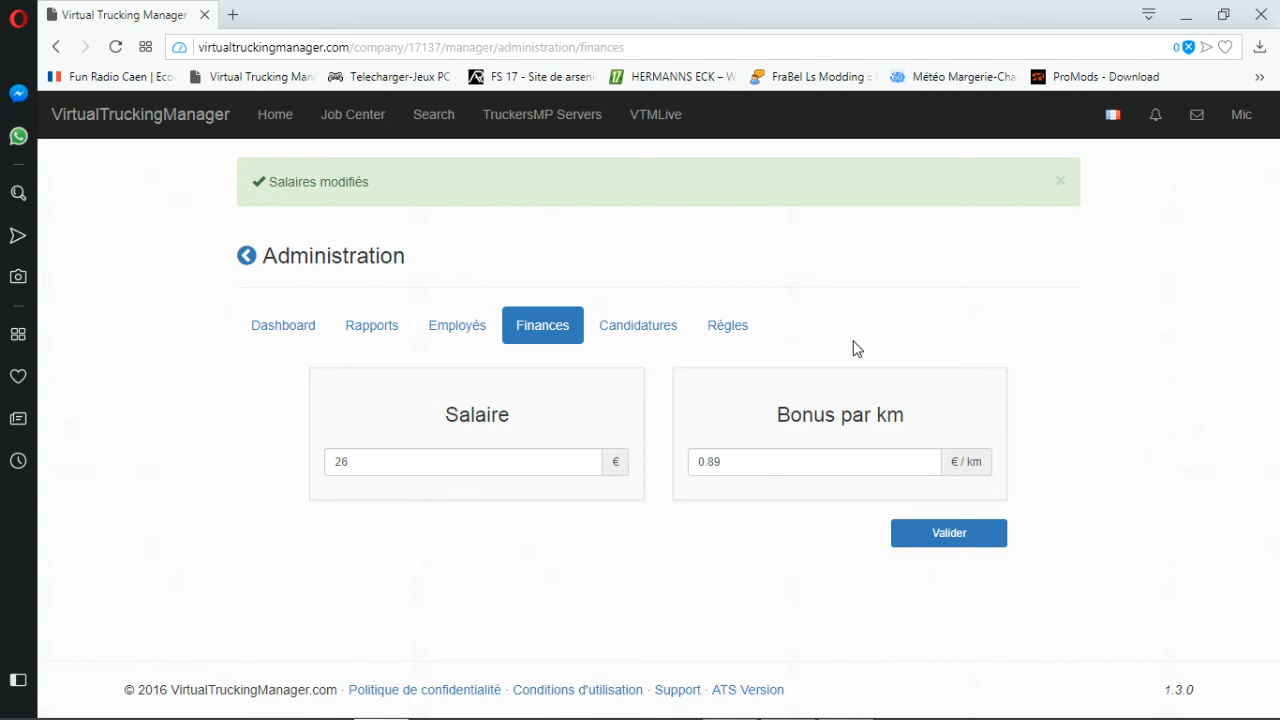 Virtual Trucking Manager
virtualtruckingmanager.com/company/17137/manager/administration/finances
0
Fun Radio Caen | Eco
Virtual Trucking Man
Telecharger-Jeux PC
FS 17 - Site de arseni
HERMANNS ECK – W
FraBel Ls Modding ::
Météo Margerie-Cha
ProMods - Download
»
VirtualTruckingManager
Home
Job Center
Search
TruckersMP Servers
VTMLive
Mic
Salaires modifiés
×
Administration
Dashboard
Rapports
Employés
Finances
Candidatures
Règles
Salaire
Bonus par km
26
€
0.89
€ / km
Valider
© 2016 VirtualTruckingManager.com · Politique de confidentialité · Conditions d'utilisation · Support · ATS Version
1.3.0